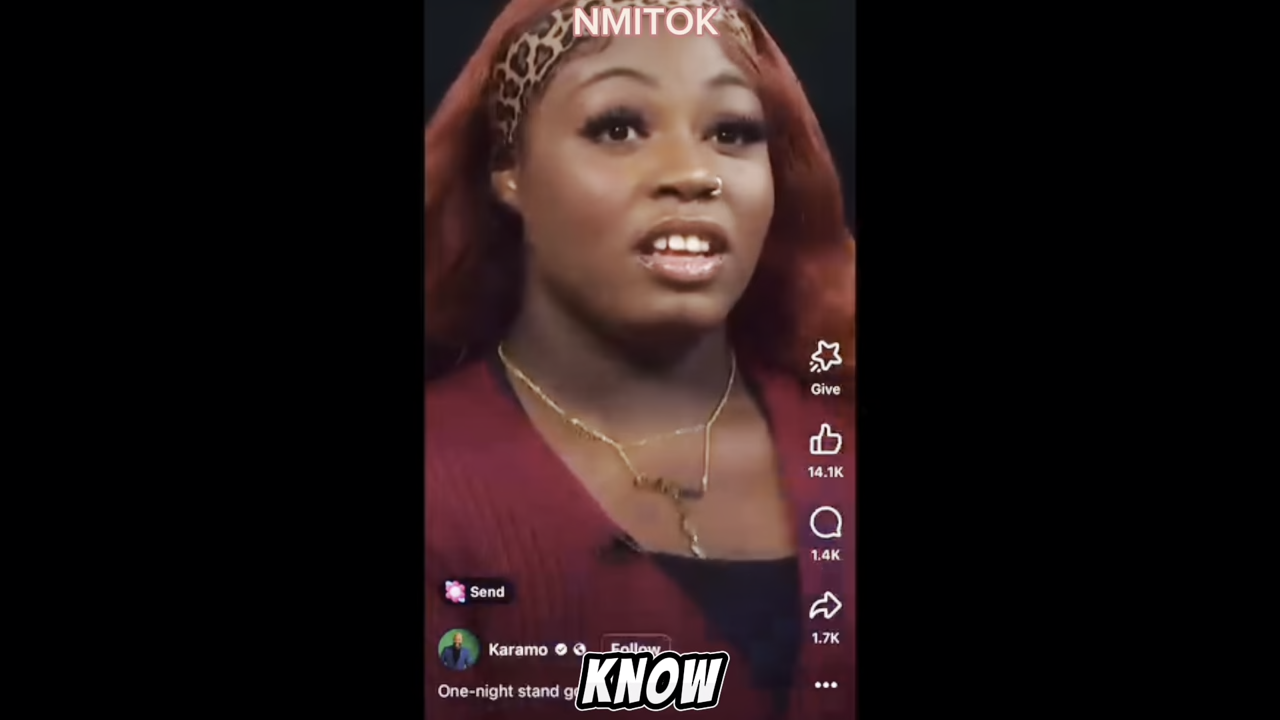 NMITOK
Give
14.1K
1.4K
1.7K
Send
Karamo
Follow
One-night stand
KNOW